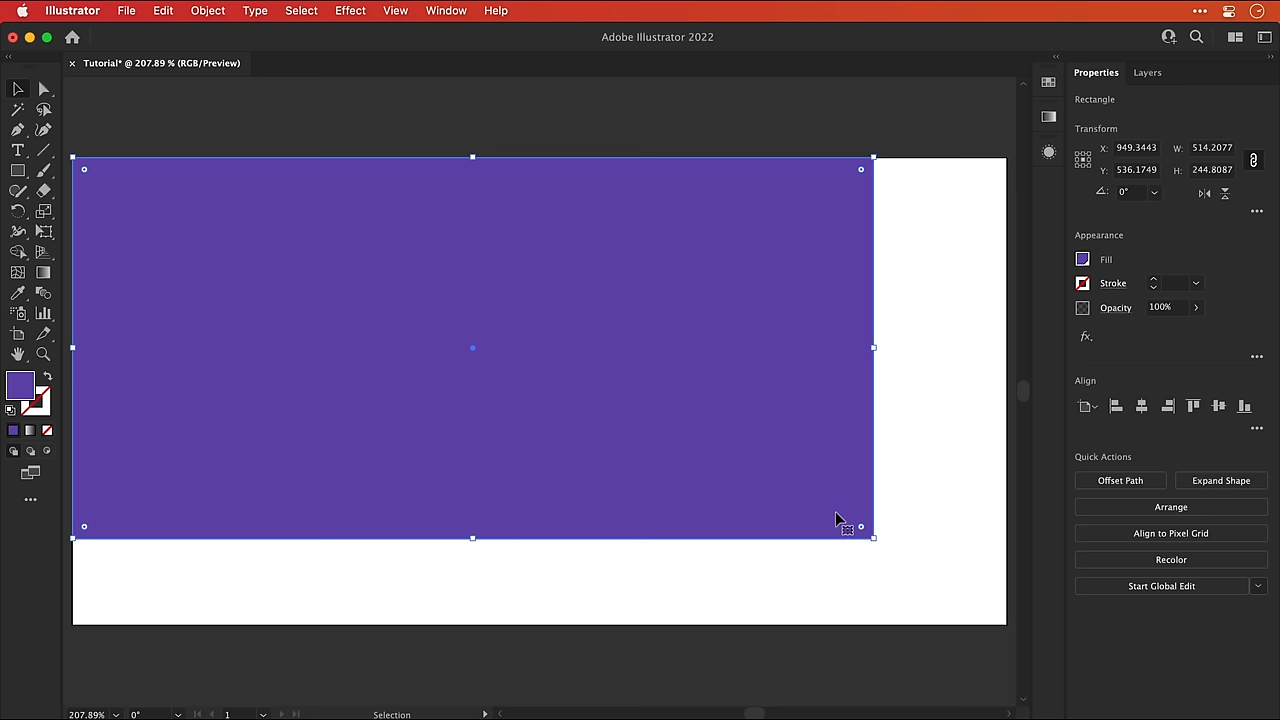 Illustrator File Edit Object Type Select Effect View Window Help
Adobe Illustrator 2022
Tutorial* @ 207.89 % (RGB/Preview)
Properties Layers
Rectangle
Transform
X: 949.3443 W: 514.2077
Y: 536.1749 H: 244.8087
0°
Appearance
Fill
Stroke
Opacity 100%
fx.
Align
Quick Actions
Offset Path Expand Shape
Arrange
Align to Pixel Grid
Recolor
Start Global Edit
207.89% 0° 1 Selection